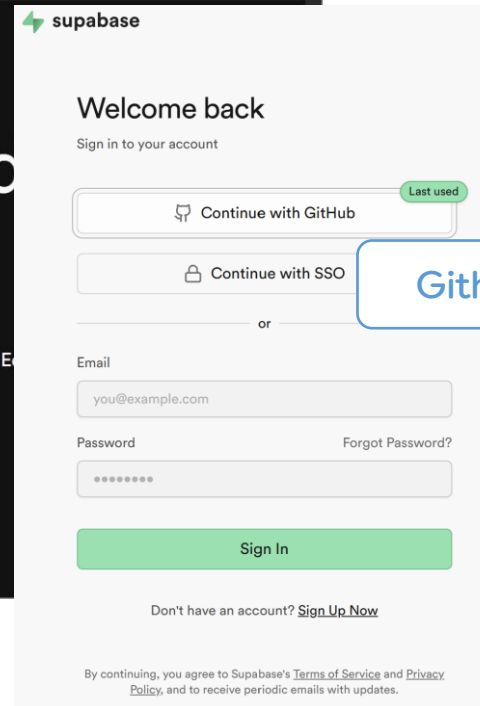 supabase
Welcome back
Sign in to your account
Last used
Continue with GitHub
Continue with SSO
or
Email
you@example.com
Password
Forgot Password?
Sign In
Don't have an account? Sign Up Now
By continuing, you agree to Supabase's Terms of Service and Privacy
Policy, and to receive periodic emails with updates.